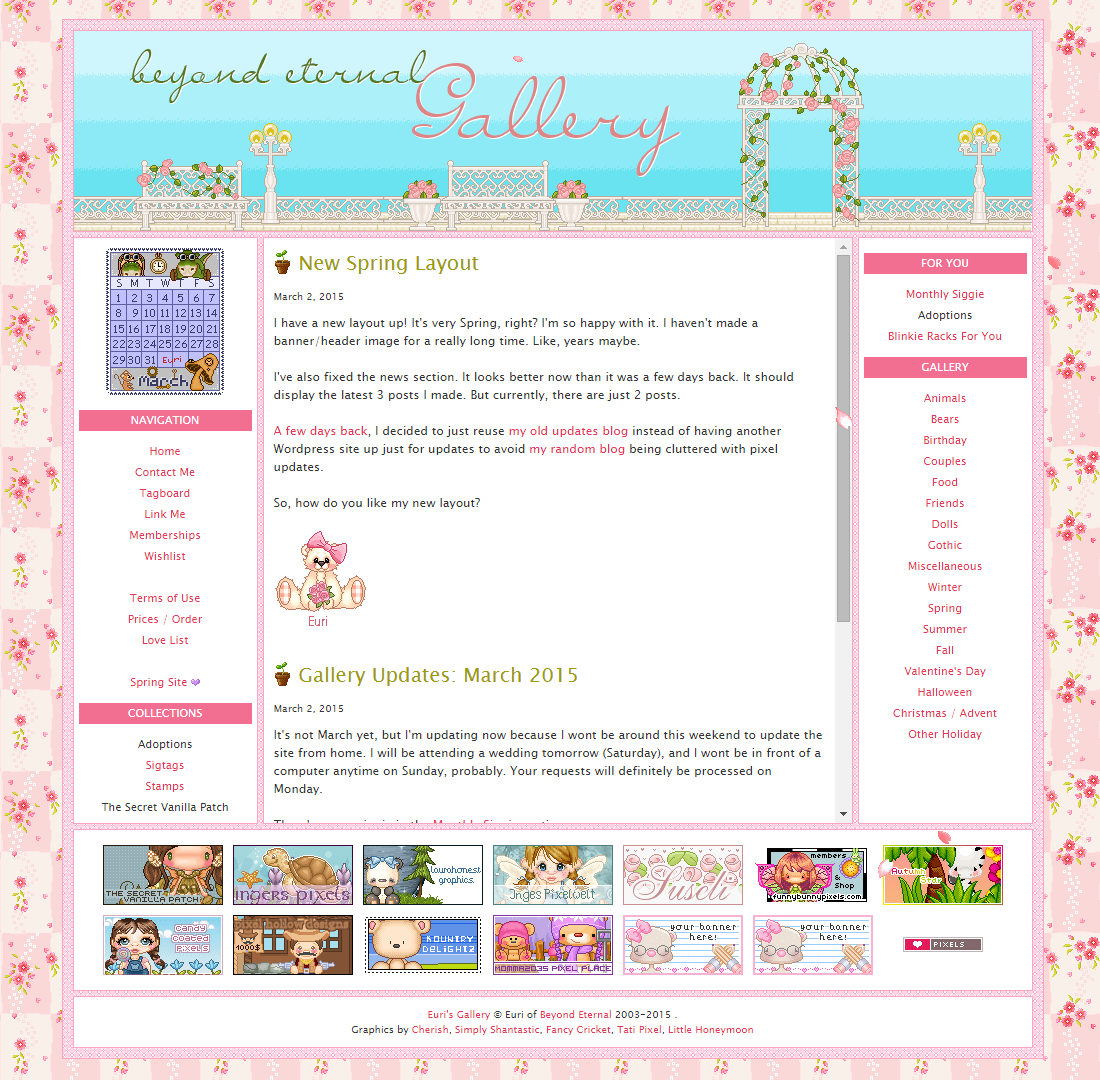 beyond eternal
Gallery
S M T W T F S
1 2 3 4 5 6 7
8 9 10 11 12 13 14
15 16 17 18 19 20 21
22 23 24 25 26 27 28
29 30 31 Euri
March
NAVIGATION
Home
Contact Me
Tagboard
Link Me
Memberships
Wishlist
Terms of Use
Prices / Order
Love List
Spring Site
COLLECTIONS
Adoptions
Sigtags
Stamps
The Secret Vanilla Patch
New Spring Layout
March 2, 2015
I have a new layout up! It's very Spring, right? I'm so happy with it. I haven't made a
banner/header image for a really long time. Like, years maybe.
I've also fixed the news section. It looks better now than it was a few days back. It should
display the latest 3 posts I made. But currently, there are just 2 posts.
A few days back, I decided to just reuse my old updates blog instead of having another
Wordpress site up just for updates to avoid my random blog being cluttered with pixel
updates.
So, how do you like my new layout?
Euri
Gallery Updates: March 2015
March 2, 2015
It's not March yet, but I'm updating now because I wont be around this weekend to update the
site from home. I will be attending a wedding tomorrow (Saturday), and I wont be in front of a
computer anytime on Sunday, probably. Your requests will definitely be processed on
Monday.
FOR YOU
Monthly Siggie
Adoptions
Blinkie Racks For You
GALLERY
Animals
Bears
Birthday
Couples
Food
Friends
Dolls
Gothic
Miscellaneous
Winter
Spring
Summer
Fall
Valentine's Day
Halloween
Christmas / Advent
Other Holiday
THE SECRET
VANILLA PATCH
INGERS PIXELS
laurahonest
graphics.
Inges Pixelwelt
Suseli
members
&
Shop
funnybunnypixels.com
Autumn
Star
CANDY
COATED
PIXELS
1000$
KOUNTRY
DELIGHTZ
MOMMA2D3S PIXEL PLACE
your banner
here!
your banner
here!
PIXELS
Euri's Gallery © Euri of Beyond Eternal 2003-2015 .
Graphics by Cherish, Simply Shantastic, Fancy Cricket, Tati Pixel, Little Honeymoon